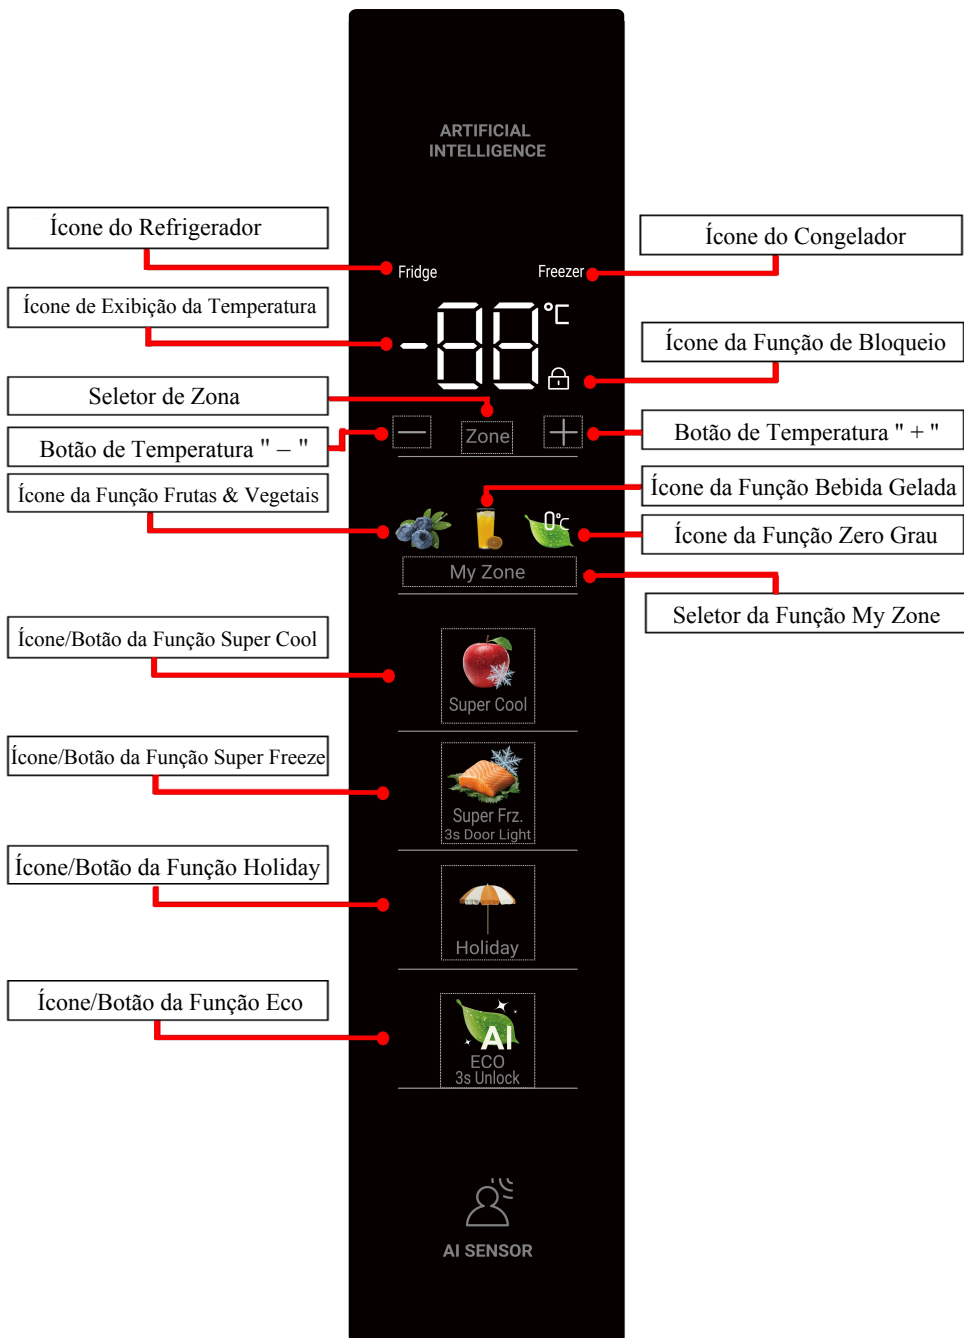 ARTIFICIAL
INTELLIGENCE
Ícone do Refrigerador
Ícone do Congelador
Fridge
Freezer
Ícone de Exibição da Temperatura
-88°C
Ícone da Função de Bloqueio
Seletor de Zona
Zone
Botão de Temperatura " – "
Botão de Temperatura " + "
Ícone da Função Frutas & Vegetais
Ícone da Função Bebida Gelada
0°c
Ícone da Função Zero Grau
My Zone
Seletor da Função My Zone
Ícone/Botão da Função Super Cool
Super Cool
Ícone/Botão da Função Super Freeze
Super Frz.
3s Door Light
Ícone/Botão da Função Holiday
Holiday
Ícone/Botão da Função Eco
AI
ECO
3s Unlock
AI SENSOR